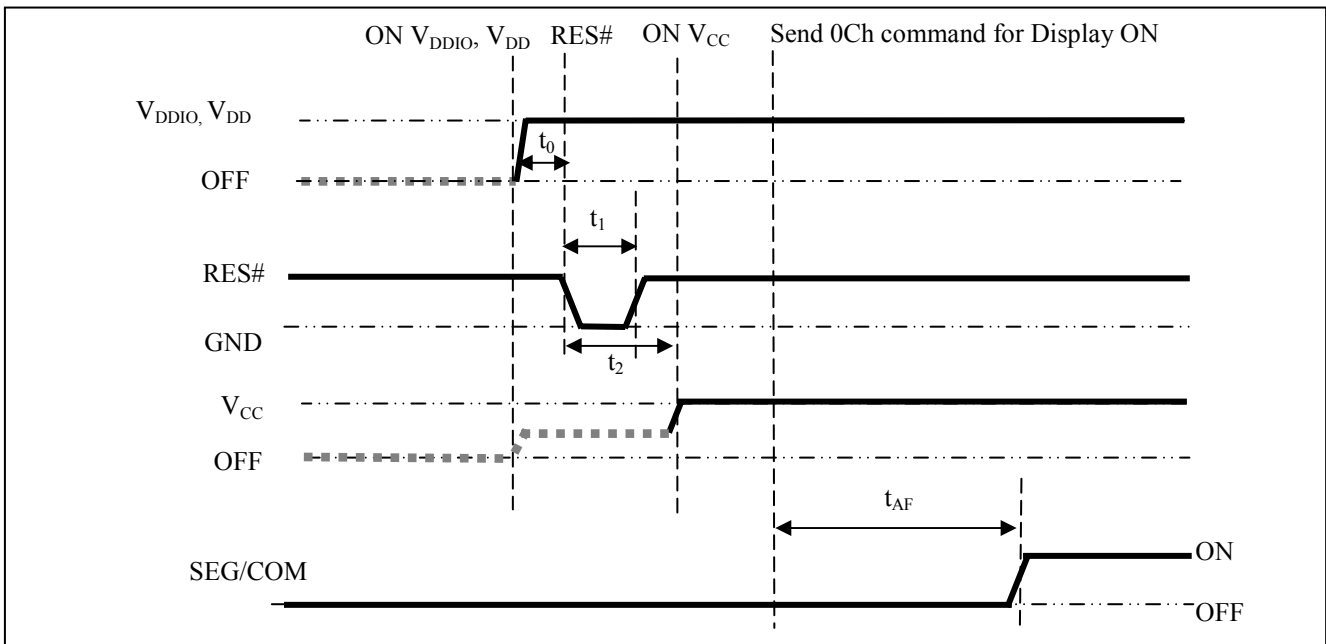 ON VDDIO, VDD RES# ON VCC Send 0Ch command for Display ON
VDDIO, VDD
t0
OFF
t1
RES#
GND
t2
VCC
OFF
tAF
ON
SEG/COM
OFF